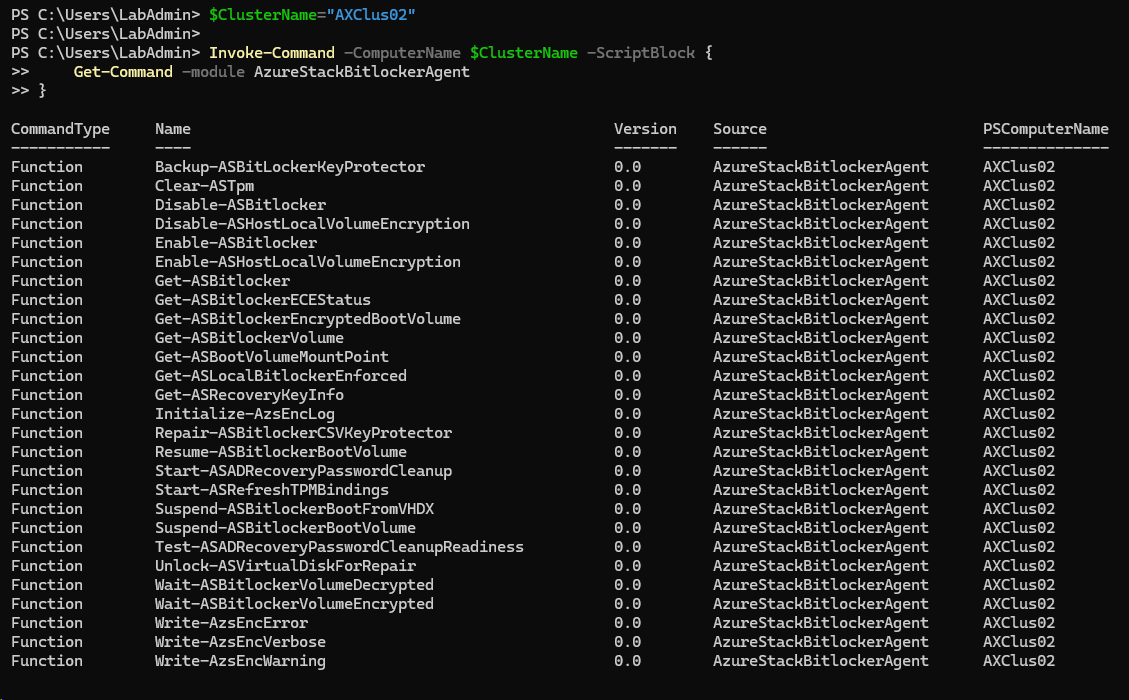 PS C:\Users\LabAdmin> $ClusterName="AXClus02"
PS C:\Users\LabAdmin>
PS C:\Users\LabAdmin> Invoke-Command -ComputerName $ClusterName -ScriptBlock {
>>     Get-Command -module AzureStackBitlockerAgent
>> }
CommandType     Name                                               Version    Source                        PSComputerName
-----------     ----                                               -------    ------                        --------------
Function        Backup-ASBitLockerKeyProtector                     0.0        AzureStackBitlockerAgent      AXClus02
Function        Clear-ASTpm                                        0.0        AzureStackBitlockerAgent      AXClus02
Function        Disable-ASBitlocker                                0.0        AzureStackBitlockerAgent      AXClus02
Function        Disable-ASHostLocalVolumeEncryption                0.0        AzureStackBitlockerAgent      AXClus02
Function        Enable-ASBitlocker                                 0.0        AzureStackBitlockerAgent      AXClus02
Function        Enable-ASHostLocalVolumeEncryption                 0.0        AzureStackBitlockerAgent      AXClus02
Function        Get-ASBitlocker                                    0.0        AzureStackBitlockerAgent      AXClus02
Function        Get-ASBitlockerECEStatus                           0.0        AzureStackBitlockerAgent      AXClus02
Function        Get-ASBitlockerEncryptedBootVolume                 0.0        AzureStackBitlockerAgent      AXClus02
Function        Get-ASBitlockerVolume                              0.0        AzureStackBitlockerAgent      AXClus02
Function        Get-ASBootVolumeMountPoint                         0.0        AzureStackBitlockerAgent      AXClus02
Function        Get-ASLocalBitlockerEnforced                       0.0        AzureStackBitlockerAgent      AXClus02
Function        Get-ASRecoveryKeyInfo                              0.0        AzureStackBitlockerAgent      AXClus02
Function        Initialize-AzsEncLog                               0.0        AzureStackBitlockerAgent      AXClus02
Function        Repair-ASBitlockerCSVKeyProtector                  0.0        AzureStackBitlockerAgent      AXClus02
Function        Resume-ASBitlockerBootVolume                       0.0        AzureStackBitlockerAgent      AXClus02
Function        Start-ASADRecoveryPasswordCleanup                  0.0        AzureStackBitlockerAgent      AXClus02
Function        Start-ASRefreshTPMBindings                         0.0        AzureStackBitlockerAgent      AXClus02
Function        Suspend-ASBitlockerBootFromVHDX                    0.0        AzureStackBitlockerAgent      AXClus02
Function        Suspend-ASBitlockerBootVolume                      0.0        AzureStackBitlockerAgent      AXClus02
Function        Test-ASADRecoveryPasswordCleanupReadiness          0.0        AzureStackBitlockerAgent      AXClus02
Function        Unlock-ASVirtualDiskForRepair                      0.0        AzureStackBitlockerAgent      AXClus02
Function        Wait-ASBitlockerVolumeDecrypted                    0.0        AzureStackBitlockerAgent      AXClus02
Function        Wait-ASBitlockerVolumeEncrypted                    0.0        AzureStackBitlockerAgent      AXClus02
Function        Write-AzsEncError                                  0.0        AzureStackBitlockerAgent      AXClus02
Function        Write-AzsEncVerbose                                0.0        AzureStackBitlockerAgent      AXClus02
Function        Write-AzsEncWarning                                0.0        AzureStackBitlockerAgent      AXClus02